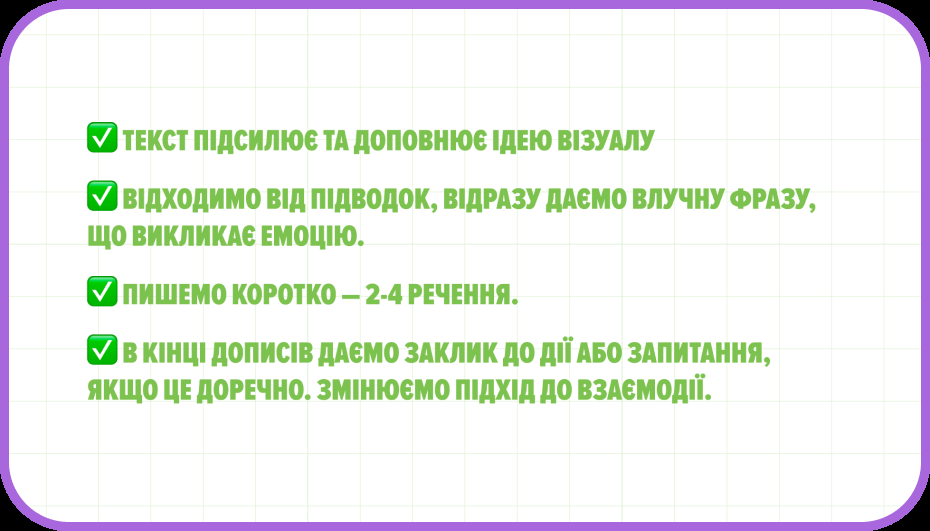 ✅ ТЕКСТ ПІДСИЛЮЄ ТА ДОПОВНЮЄ ІДЕЮ ВІЗУАЛУ
✅ ВІДХОДИМО ВІД ПІДВОДОК, ВІДРАЗУ ДАЄМО ВЛУЧНУ ФРАЗУ,
ЩО ВИКЛИКАЄ ЕМОЦІЮ.
✅ ПИШЕМО КОРОТКО — 2-4 РЕЧЕННЯ.
✅ В КІНЦІ ДОПИСІВ ДАЄМО ЗАКЛИК ДО ДІЇ АБО ЗАПИТАННЯ,
ЯКЩО ЦЕ ДОРЕЧНО. ЗМІНЮЄМО ПІДХІД ДО ВЗАЄМОДІЇ.